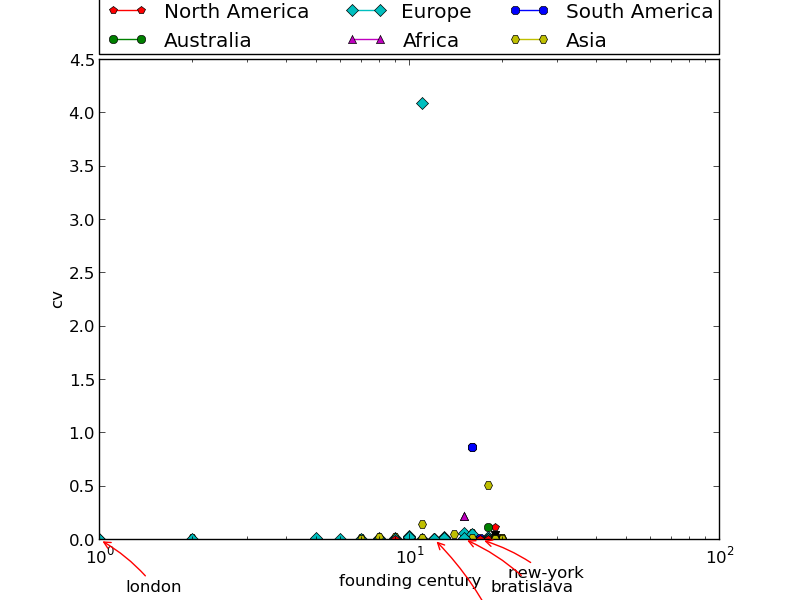 North America Europe South America
Australia Africa Asia
4.5
4.0
3.5
3.0
2.5
2.0
1.5
1.0
0.5
0.0
cv
10⁰ 10¹ 10²
founding century
new-york
london
bratislava